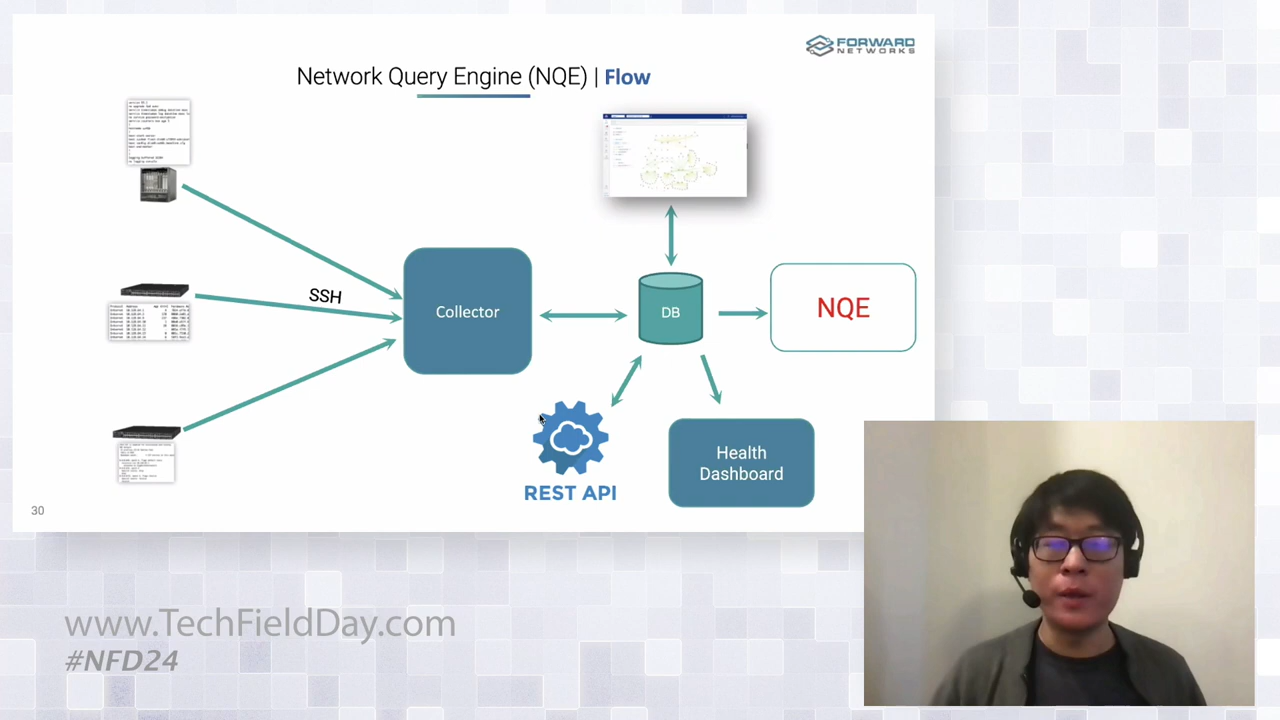 FORWARD
NETWORKS
Network Query Engine (NQE) | Flow
SSH
Collector
DB
NQE
REST API
Health
Dashboard
30
www.TechFieldDay.com
#NFD24